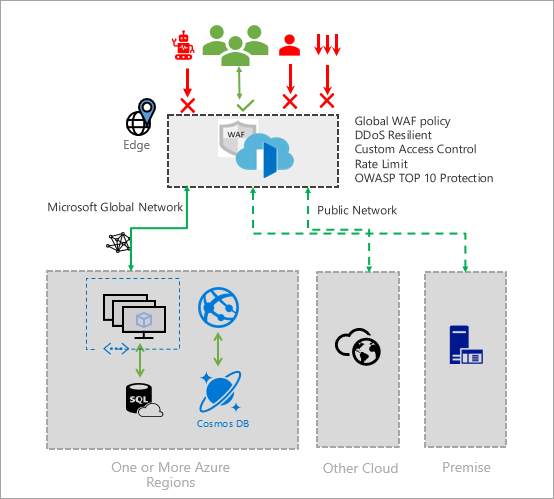 WAF
Edge
Global WAF policy
DDoS Resilient
Custom Access Control
Rate Limit
OWASP TOP 10 Protection
Microsoft Global Network
Public Network
SQL
Cosmos DB
One or More Azure
Regions
Other Cloud
Premise